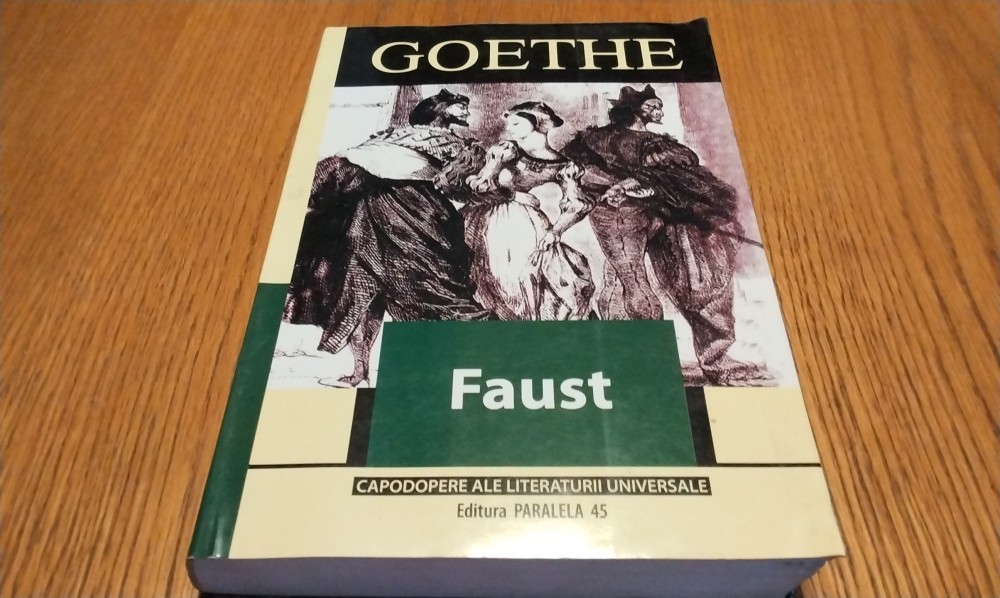 GOETHE
Faust
CAPODOPERE ALE LITERATURII UNIVERSALE
Editura PARALELA 45